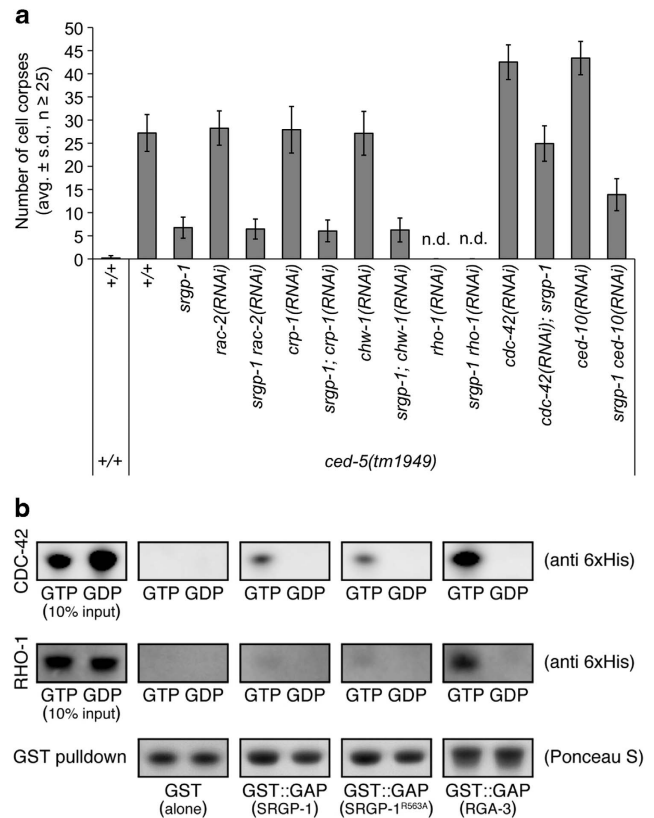 a
Number of cell corpses
(avg. ± s.d., n ≥ 25)
50
45
40
35
30
25
20
15
10
5
0
n.d. n.d.
+/+
+/+
srgp-1
rac-2(RNAi)
srgp-1 rac-2(RNAi)
crp-1(RNAi)
srgp-1; crp-1(RNAi)
chw-1(RNAi)
srgp-1; chw-1(RNAi)
rho-1(RNAi)
srgp-1 rho-1(RNAi)
cdc-42(RNAi)
cdc-42(RNAi); srgp-1
ced-10(RNAi)
srgp-1 ced-10(RNAi)
+/+
ced-5(tm1949)
b
CDC-42
(anti 6xHis)
GTP GDP GTP GDP GTP GDP GTP GDP GTP GDP
(10% input)
RHO-1
(anti 6xHis)
GTP GDP GTP GDP GTP GDP GTP GDP GTP GDP
(10% input)
GST pulldown
(Ponceau S)
GST GST::GAP GST::GAP GST::GAP
(alone) (SRGP-1) (SRGP-1R563A) (RGA-3)